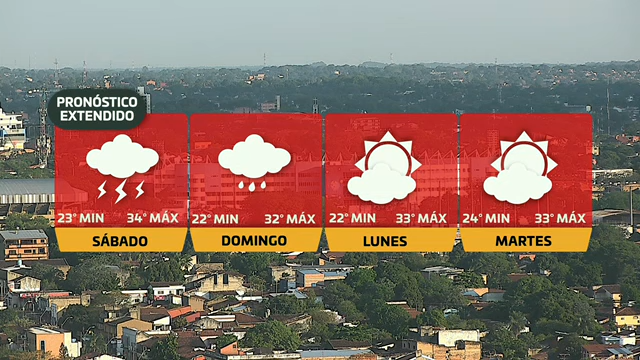 PRONÓSTICO
EXTENDIDO
23° MIN 34° MÁX
22° MIN 32° MÁX
22° MIN 33° MÁX
24° MIN 33° MÁX
SÁBADO
DOMINGO
LUNES
MARTES